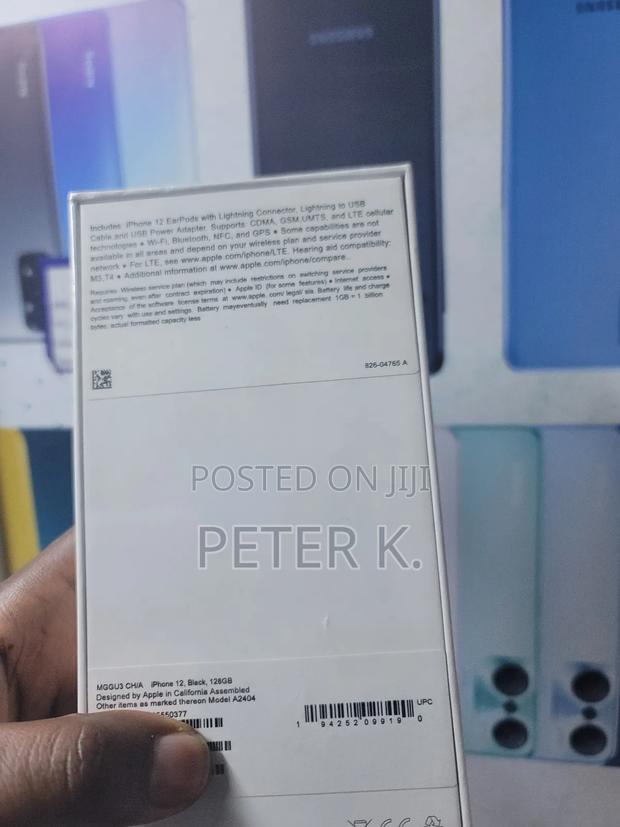 SAMSUNG
Includes: iPhone 12 EarPods with Lightning Connector, Lightning to USB
Cable and USB Power Adapter. Supports: CDMA, GSM,UMTS, and LTE cellular
technologies • Wi-Fi, Bluetooth, NFC, and GPS • Some capabilities are not
available in all areas and depend on your wireless plan and service provider
network • For LTE, see www.apple.com/iphone/LTE. Hearing aid compatibility:
M3,T4 • Additional information at www.apple.com/iphone/compare..
Requires: Wireless service plan (which may include restrictions on switching service providers
and roaming, even after contract expiration) • Apple ID (for some features) • Internet access •
Acceptance of the software license terms at www.apple.com/legal/ sla. Battery life and charge
cycles vary with use and settings. Battery mayeventually need replacement 1GB = 1 billion
bytes; actual formatted capacity less
826-04765 A
POSTED ON JIJI
PETER K.
MGGU3 CH/A iPhone 12, Black, 128GB
Designed by Apple in California Assembled
Other items as marked thereon Model A2404
5550377
UPC
1 94252 09919 0